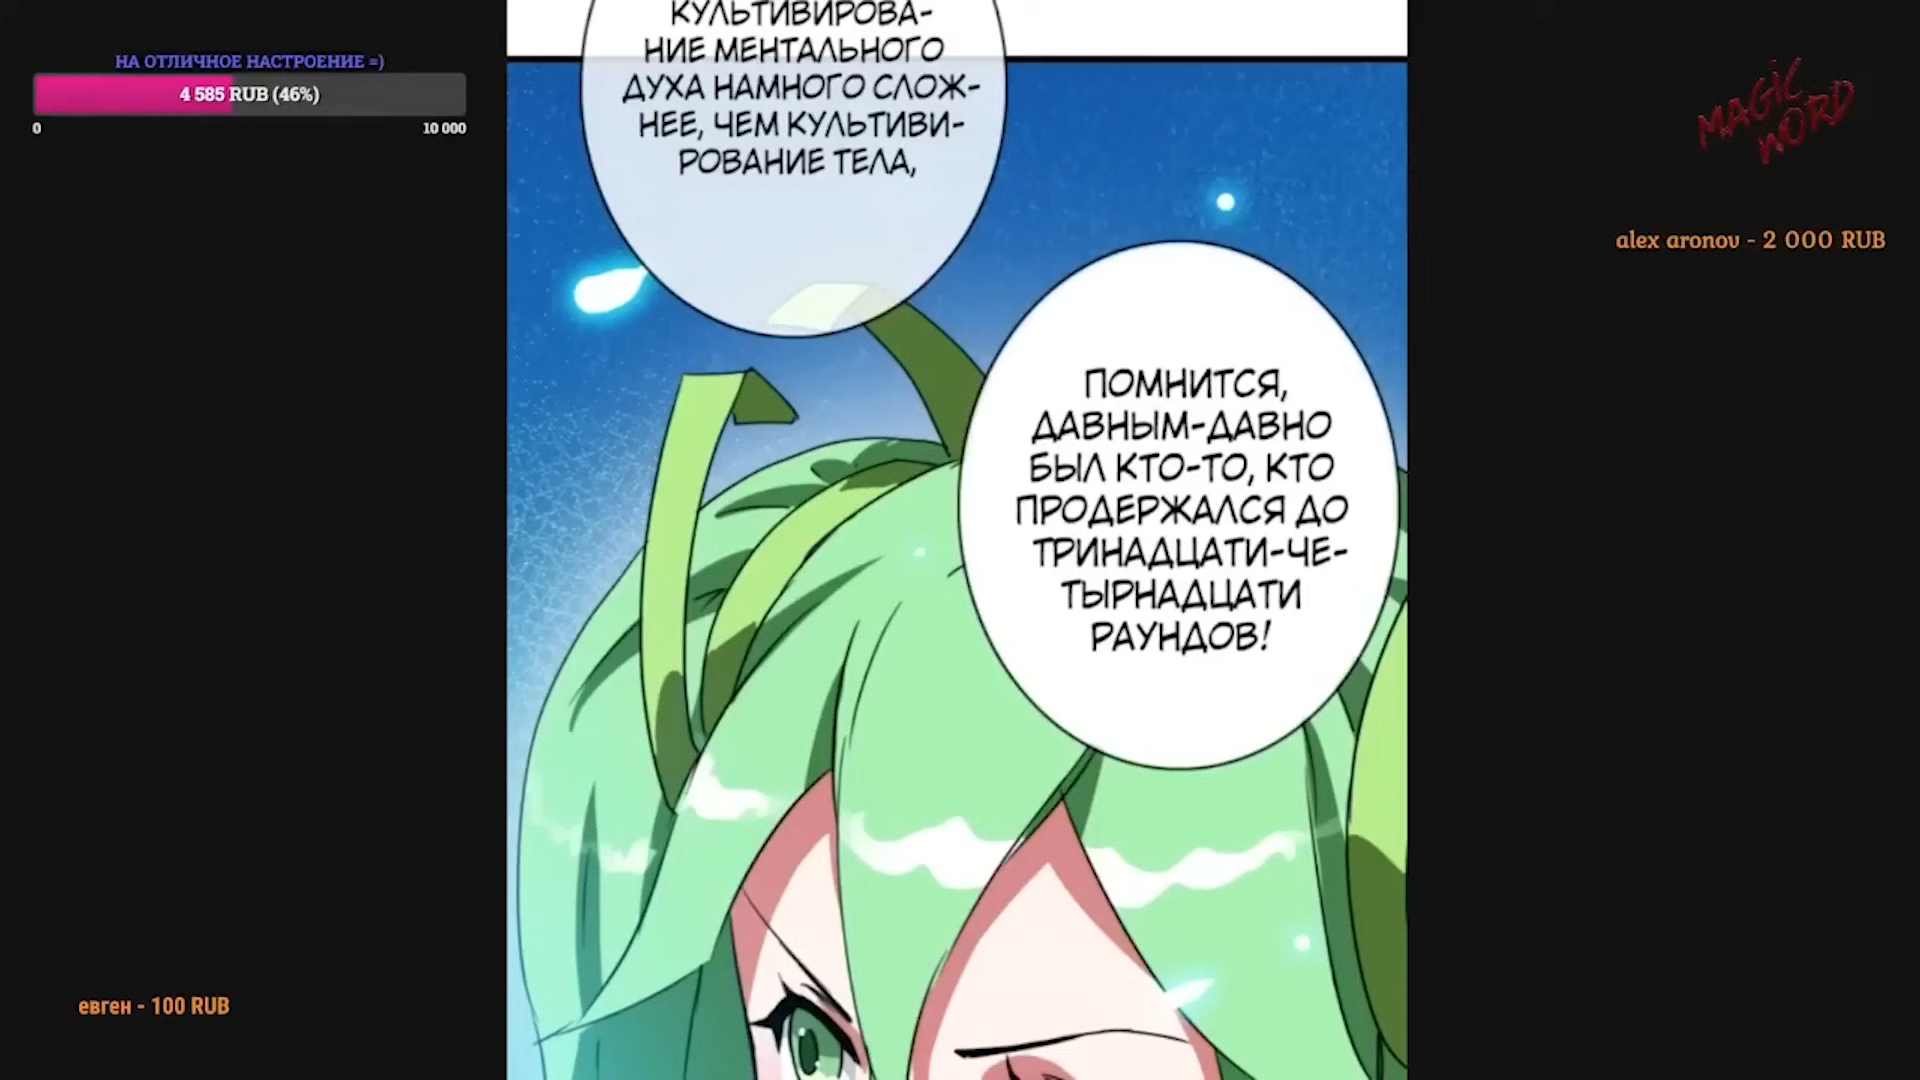 НА ОТЛИЧНОЕ НАСТРОЕНИЕ =)
4 585 RUB (46%)
0
10 000
КУЛЬТИВИРОВА-
НИЕ МЕНТАЛЬНОГО
ДУХА НАМНОГО СЛОЖ-
НЕЕ, ЧЕМ КУЛЬТИВИ-
РОВАНИЕ ТЕЛА,
ПОМНИТСЯ,
ДАВНЫМ-ДАВНО
БЫЛ КТО-ТО, КТО
ПРОДЕРЖАЛСЯ ДО
ТРИНАДЦАТИ-ЧЕ-
ТЫРНАДЦАТИ
РАУНДОВ!
MAGIC
WORD
alex aronov - 2 000 RUB
евген - 100 RUB